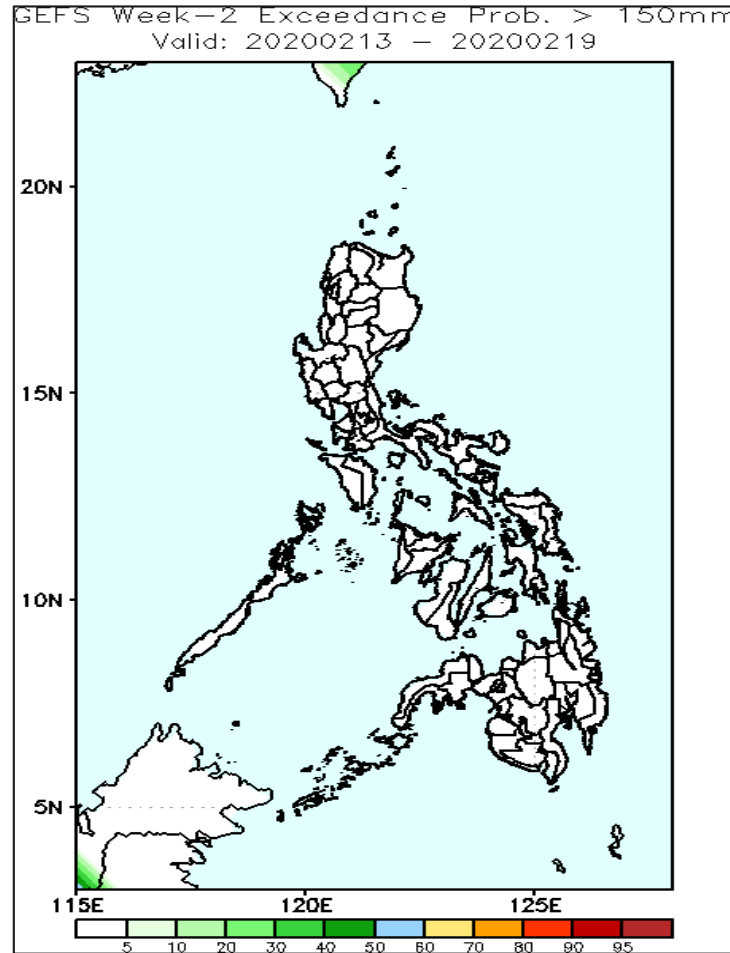 GEFS Week-2 Exceedance Prob. > 150mm
Valid: 20200213 - 20200219
20N
15N
10N
5N
115E 120E 125E
5 10 20 30 40 50 60 70 80 90 95